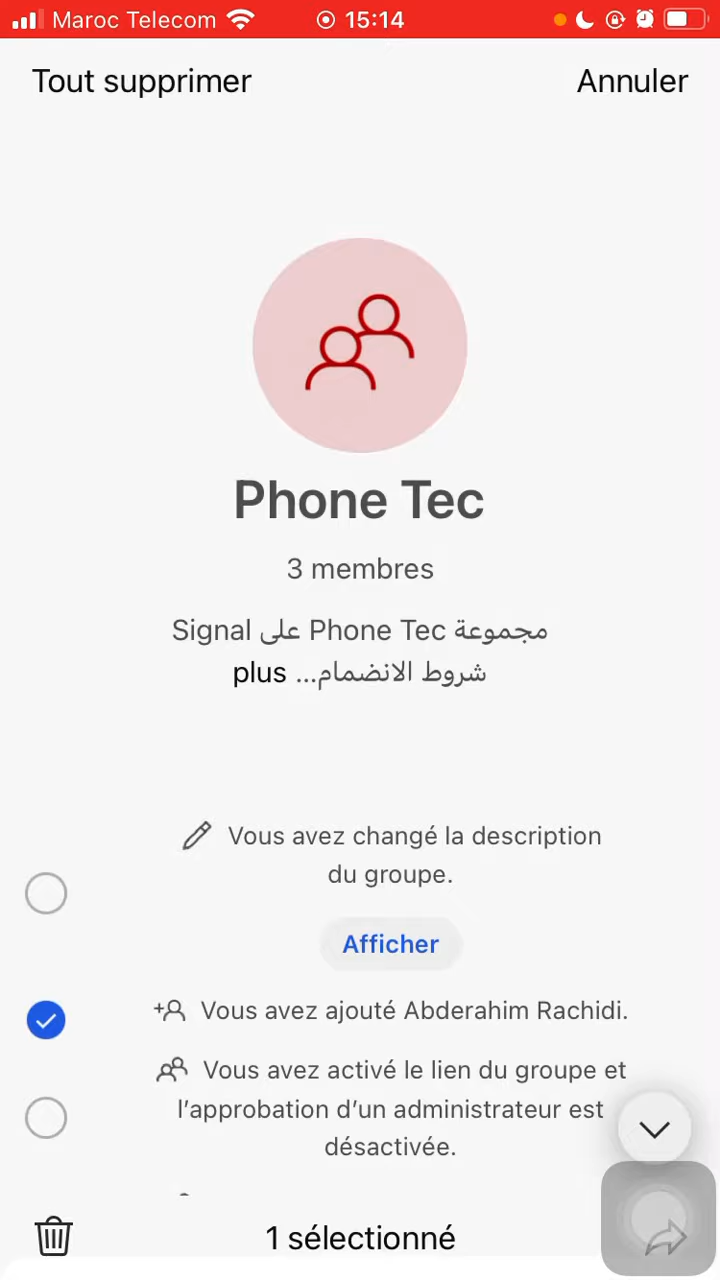 Maroc Telecom 15:14
Tout supprimer Annuler
Phone Tec
3 membres
مجموعة Phone Tec على Signal
شروط الانضمام... plus
Vous avez changé la description
du groupe.
Afficher
Vous avez ajouté Abderahim Rachidi.
Vous avez activé le lien du groupe et
l’approbation d’un administrateur est
désactivée.
1 sélectionné